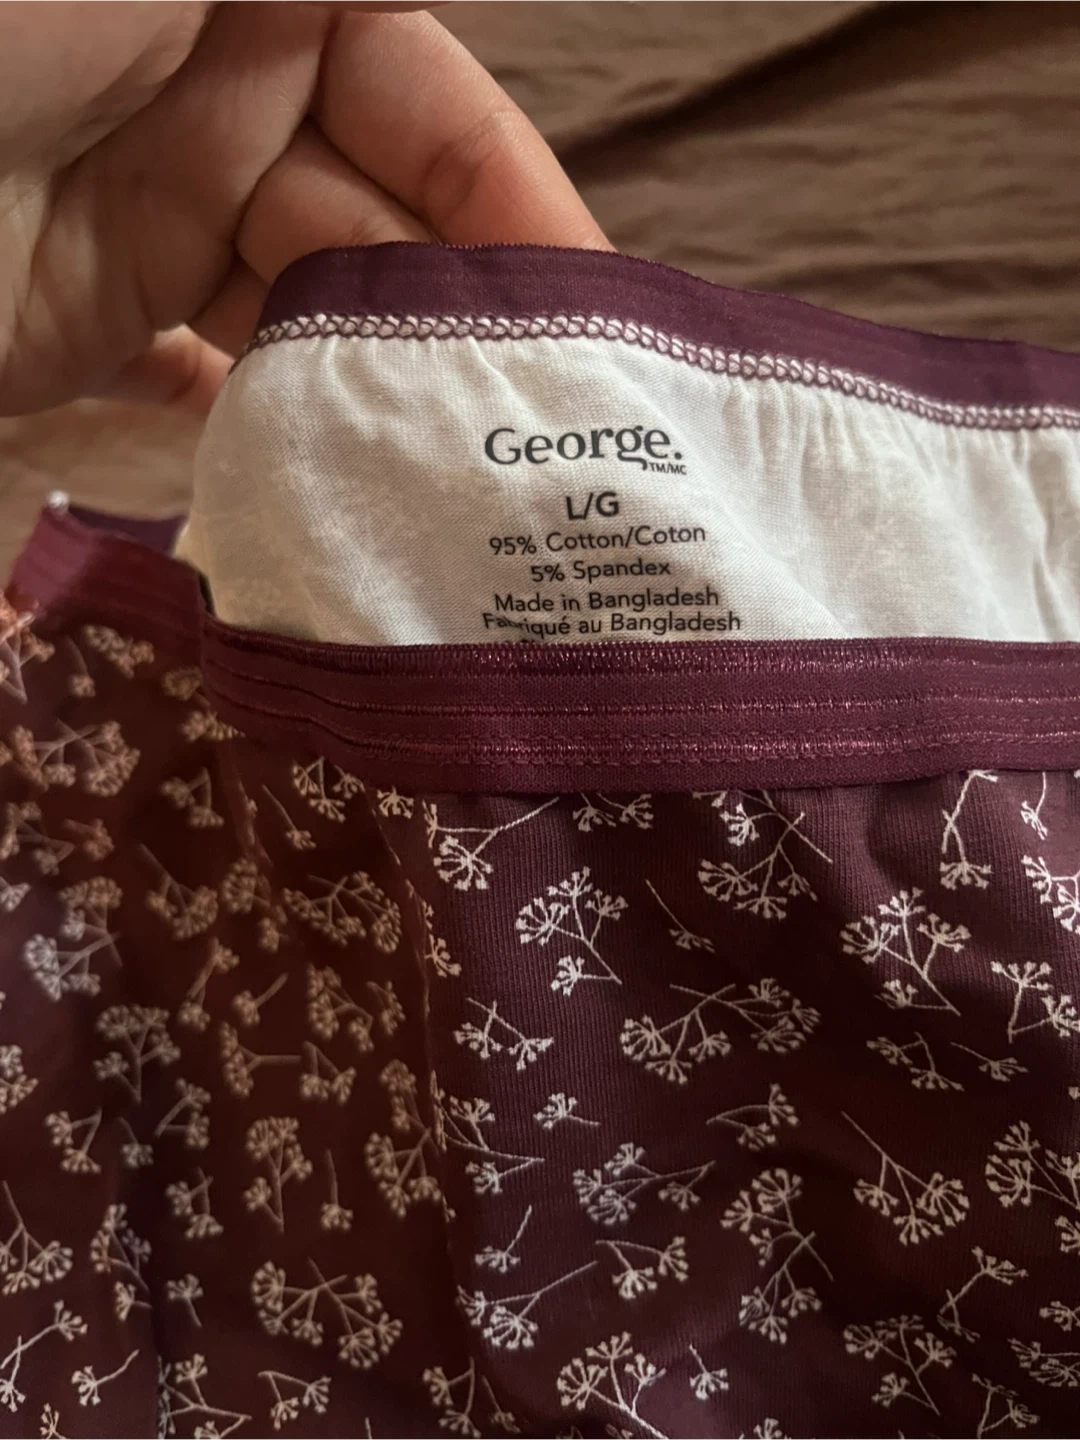 George.
TM/MC
L/G
95% Cotton/Coton
5% Spandex
Made in Bangladesh
Fabriqué au Bangladesh